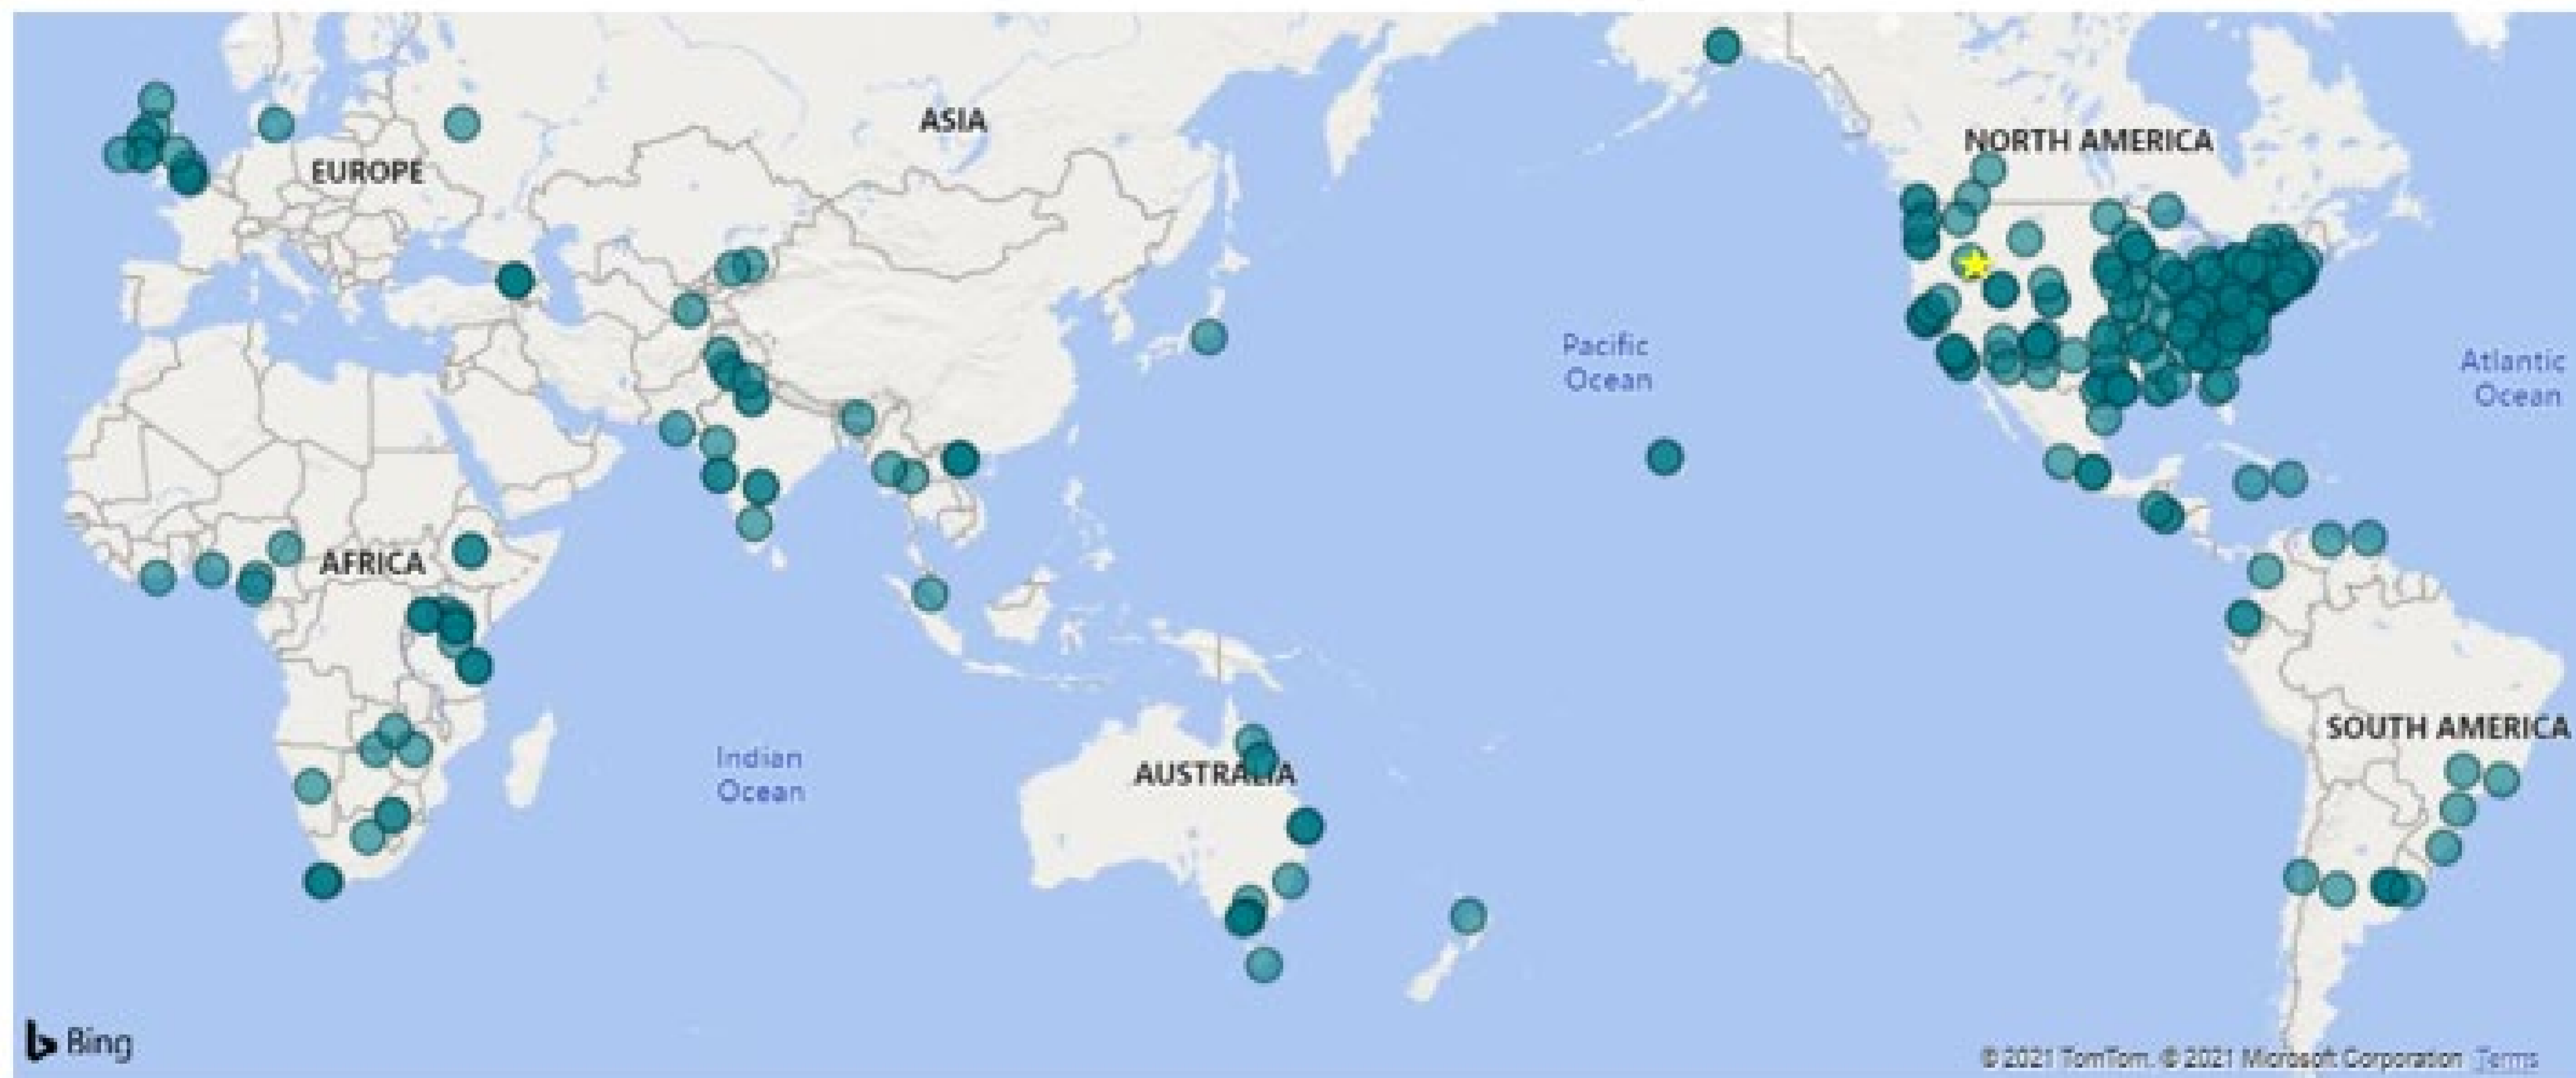 ASIA
NORTH AMERICA
EUROPE
Pacific
Ocean
Atlantic
Ocean
AFRICA
SOUTH AMERICA
Indian
Ocean
AUSTRALIA
Bing
© 2021 TomTom, © 2021 Microsoft Corporation Terms